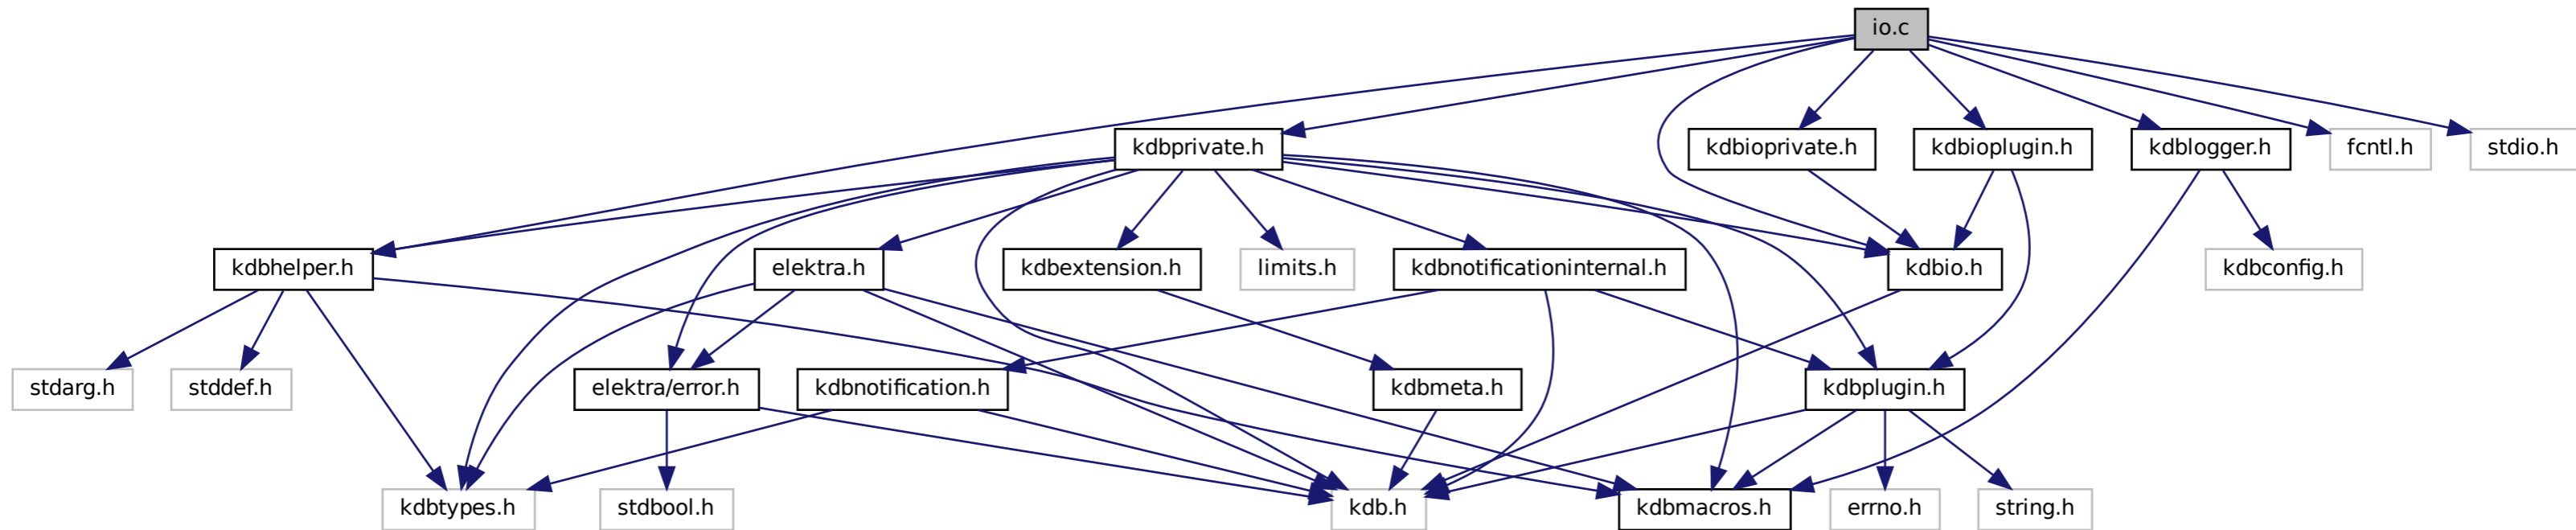 io.c
kdbprivate.h
kdbioprivate.h
kdbioplugin.h
kdblogger.h
fcntl.h
stdio.h
kdbhelper.h
elektra.h
kdbextension.h
limits.h
kdbnotificationinternal.h
kdbio.h
kdbconfig.h
stdarg.h
stddef.h
elektra/error.h
kdbnotification.h
kdbmeta.h
kdbplugin.h
kdbtypes.h
stdbool.h
kdb.h
kdbmacros.h
errno.h
string.h